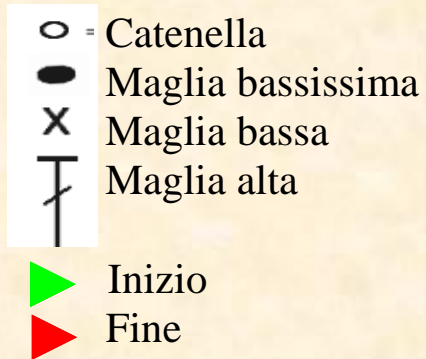 = Catenella
Maglia bassissima
X Maglia bassa
Maglia alta
Inizio
Fine